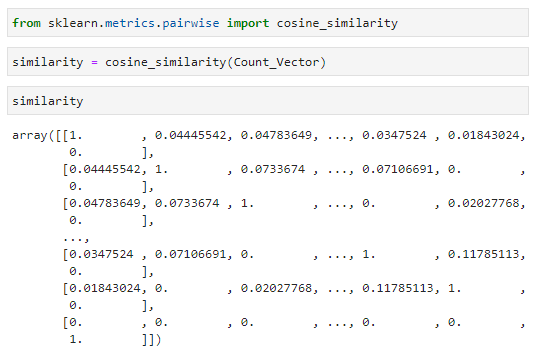 from sklearn.metrics.pairwise import cosine_similarity
similarity = cosine_similarity(Count_Vector)
similarity
array([[1.        , 0.04445542, 0.04783649, ..., 0.0347524 , 0.01843024,
        0.        ],
       [0.04445542, 1.        , 0.0733674 , ..., 0.07106691, 0.        ,
        0.        ],
       [0.04783649, 0.0733674 , 1.        , ..., 0.        , 0.02027768,
        0.        ],
       ...,
       [0.0347524 , 0.07106691, 0.        , ..., 1.        , 0.11785113,
        0.        ],
       [0.01843024, 0.        , 0.02027768, ..., 0.11785113, 1.        ,
        0.        ],
       [0.        , 0.        , 0.        , ..., 0.        , 0.        ,
        1.        ]])